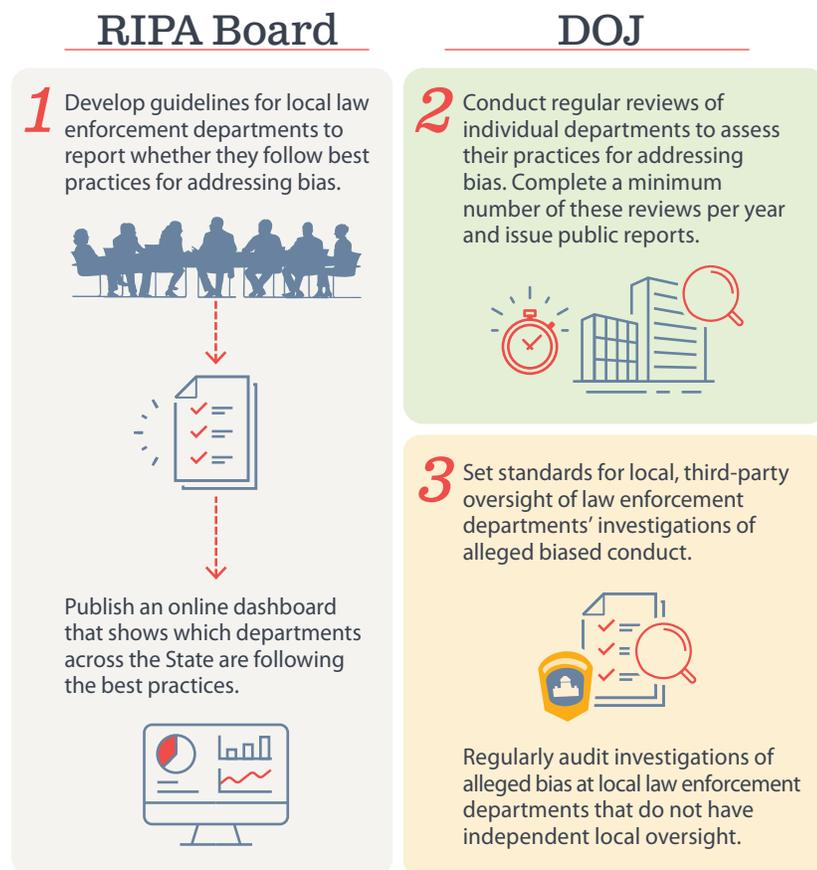 RIPA Board
1
Develop guidelines for local law
enforcement departments to
report whether they follow best
practices for addressing bias.
Publish an online dashboard
that shows which departments
across the State are following
the best practices.
DOJ
2
Conduct regular reviews of
individual departments to assess
their practices for addressing
bias. Complete a minimum
number of these reviews per year
and issue public reports.
3
Set standards for local, third-party
oversight of law enforcement
departments’ investigations of
alleged biased conduct.
Regularly audit investigations of
alleged bias at local law enforcement
departments that do not have
independent local oversight.